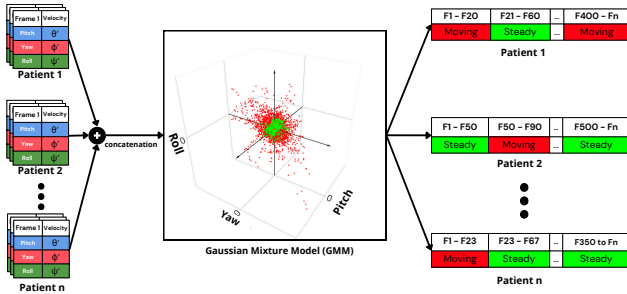 Frame 1 Velocity
Pitch θ'
Yaw ϕ'
Roll ψ'
Patient 1
Frame 1 Velocity
Pitch θ'
Yaw ϕ'
Roll ψ'
Patient 2
Frame 1 Velocity
Pitch θ'
Yaw ϕ'
Roll ψ'
Patient n
concatenation
Roll
0
Yaw
0
Pitch
0
Gaussian Mixture Model (GMM)
F1 - F20 F21 - F60 ... F400 - Fn
Moving Steady ... Moving
Patient 1
F1 - F50 F50 - F90 ... F500 - Fn
Steady Moving ... Steady
Patient 2
F1 - F23 F23 - F67 ... F350 to Fn
Moving Steady ... Steady
Patient n